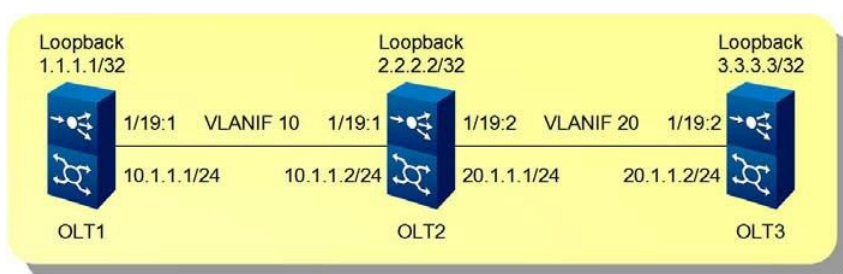 Loopback
1.1.1.1/32
Loopback
2.2.2.2/32
Loopback
3.3.3.3/32
1/19:1 VLANIF 10 1/19:1
1/19:2 VLANIF 20 1/19:2
10.1.1.1/24 10.1.1.2/24
20.1.1.1/24 20.1.1.2/24
OLT1
OLT2
OLT3